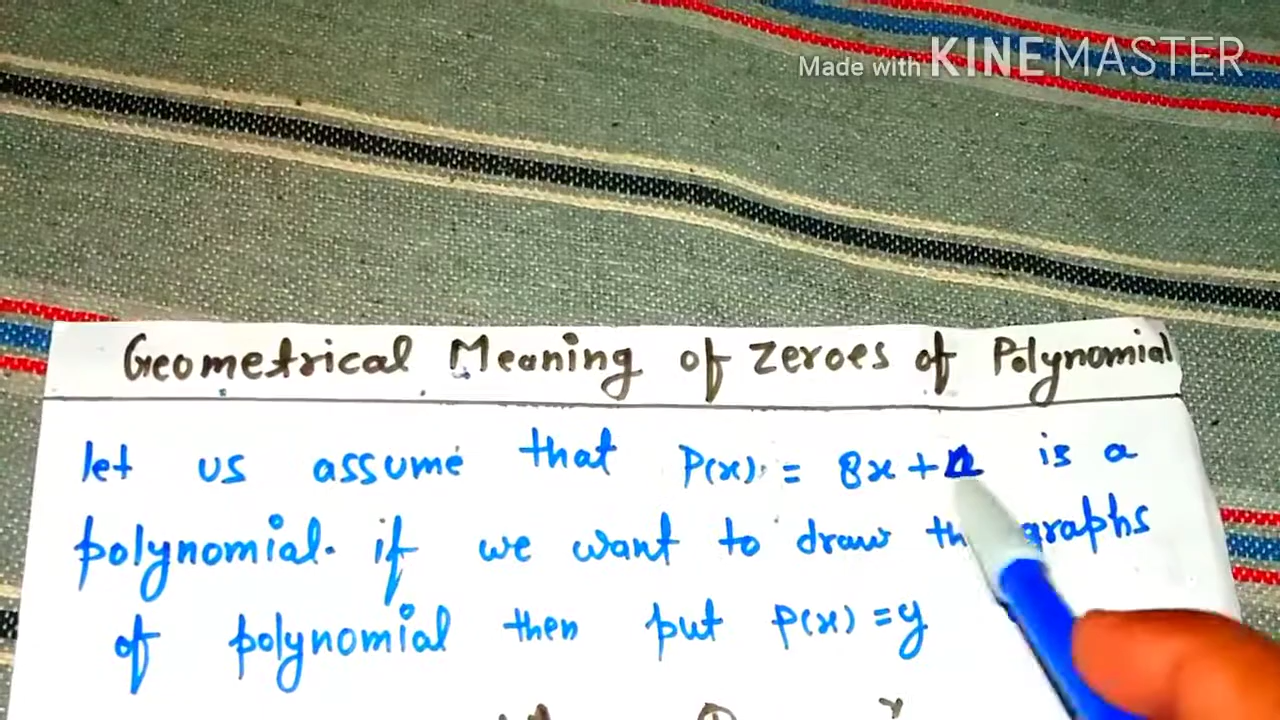 Made with KINEMASTER
Geometrical Meaning of zeroes of Polynomial
let us assume that P(x) = 8x + is a
polynomial. if we want to draw graphs
of polynomial then put P(x) = y